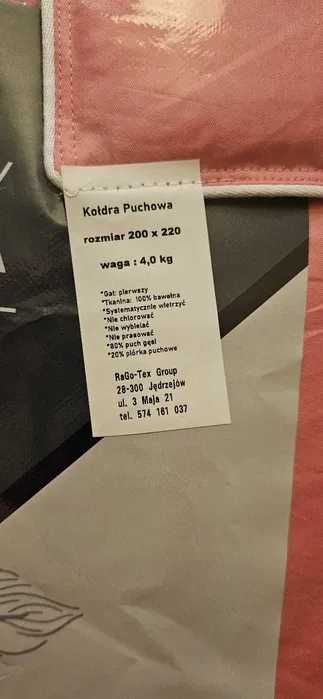 Kołdra Puchowa
rozmiar 200 x 220
waga : 4,0 kg
*Gat: pierwszy
*Tkanina: 100% bawełna
*Systematycznie wietrzyć
*Nie chlorować
*Nie wybielać
*Nie prasować
*80% puch gęsi
*20% piórka puchowe
RaGo-Tex Group
28-300 Jędrzejów
ul. 3 Maja 21
tel. 574 161 037